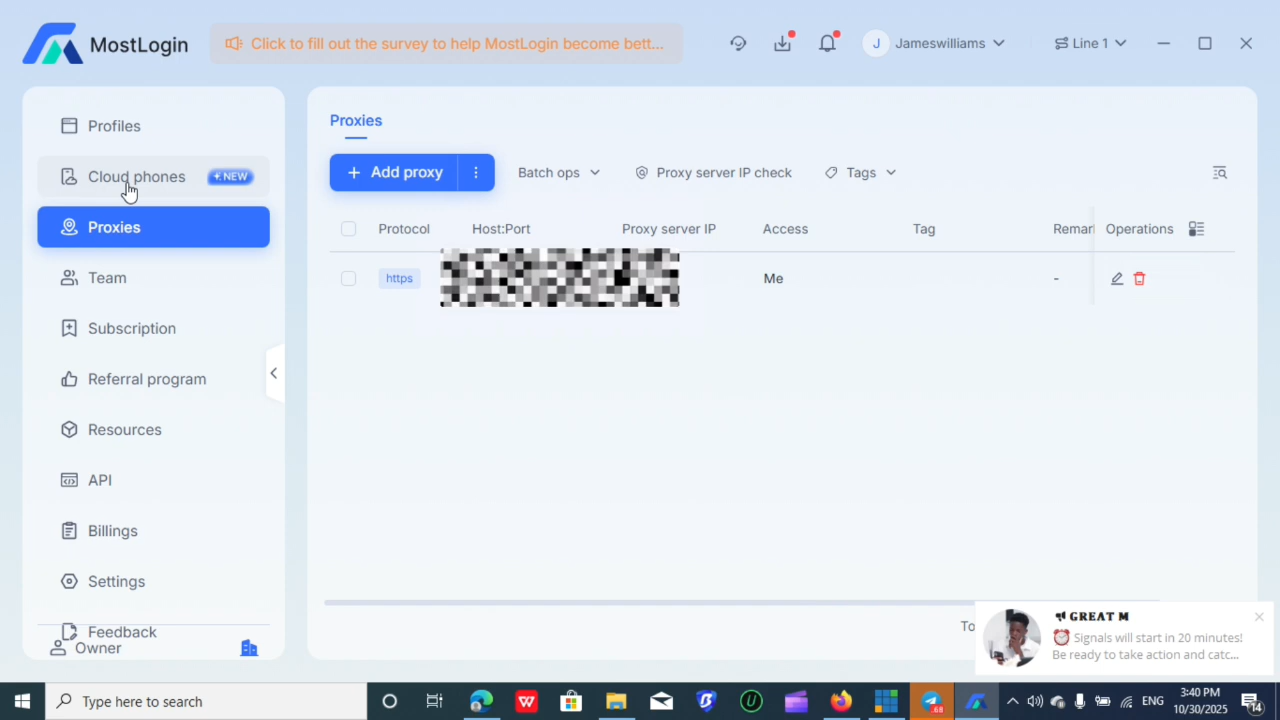 MostLogin
Click to fill out the survey to help MostLogin become bett...
J
Jameswilliams
Line 1
Profiles
Cloud phones
NEW
Proxies
Team
Subscription
Referral program
Resources
API
Billings
Settings
Feedback
Owner
Proxies
+ Add proxy
Batch ops
Proxy server IP check
Tags
Protocol
Host:Port
Proxy server IP
Access
Tag
Remar
Operations
https
Me
-
To
GREAT M
Signals will start in 20 minutes!
Be ready to take action and catc...
Type here to search
ENG
3:40 PM
10/30/2025
14